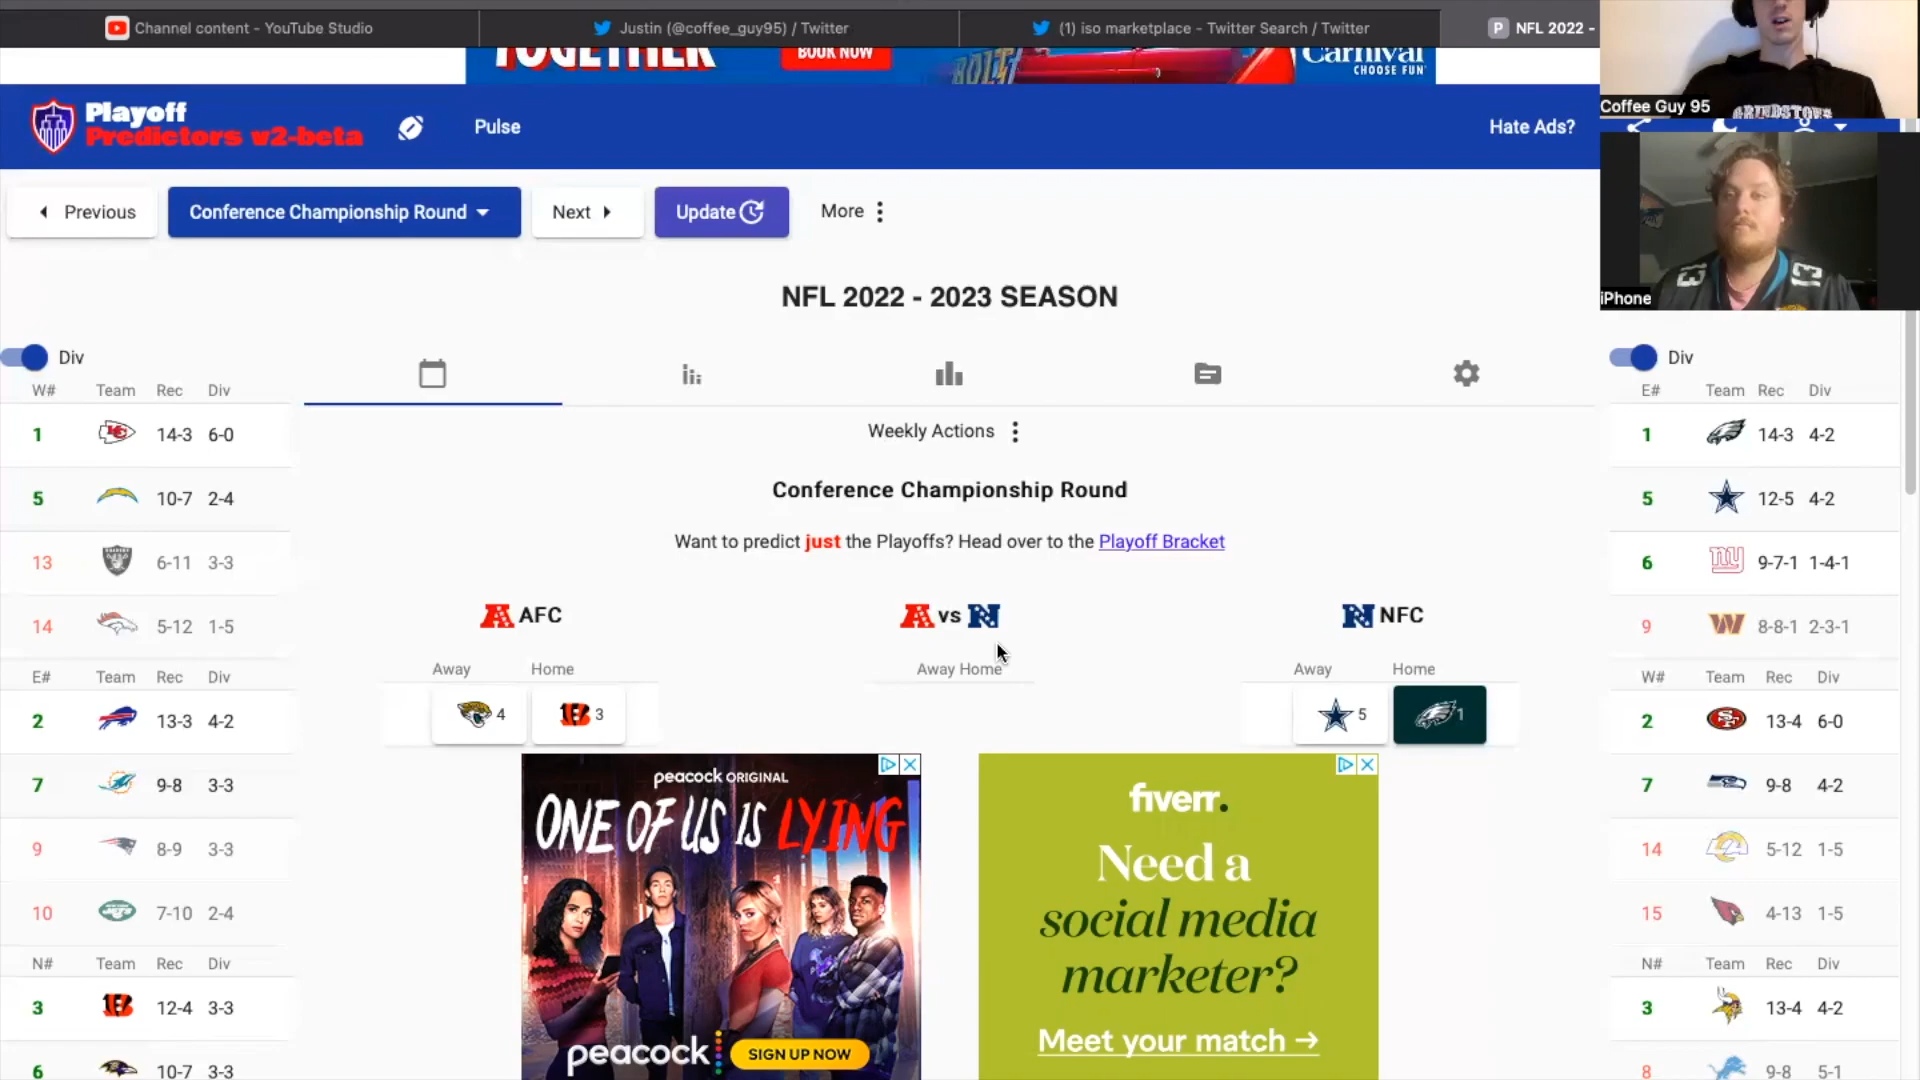 Channel content - YouTube Studio
Justin (@coffee_guy95) / Twitter
(1) iso marketplace - Twitter Search / Twitter
P NFL 2022 -
TOGETHER
BOOK NOW
BOLT
Carnival
CHOOSE FUN
Coffee Guy 95
GRINDSTONE
iPhone
13 13
Playoff
Predictors v2-beta
Pulse
Hate Ads?
Previous
Conference Championship Round
Next
Update
More
NFL 2022 - 2023 SEASON
Div
W# Team Rec Div
1 14-3 6-0
5 10-7 2-4
13 RAIDERS 6-11 3-3
14 5-12 1-5
E# Team Rec Div
2 13-3 4-2
7 9-8 3-3
9 8-9 3-3
10 JETS 7-10 2-4
N# Team Rec Div
3 B 12-4 3-3
6 10-7 3-3
Weekly Actions
Conference Championship Round
Want to predict just the Playoffs? Head over to the Playoff Bracket
A AFC
Away Home
4 B 3
A vs N
Away Home
N NFC
Away Home
5 1
peacock ORIGINAL
ONE OF US IS LYING
peacock
SIGN UP NOW
fiverr.
Need a
social media
marketer?
Meet your match →
Div
E# Team Rec Div
1 14-3 4-2
5 12-5 4-2
6 ny 9-7-1 1-4-1
9 W 8-8-1 2-3-1
W# Team Rec Div
2 SF 13-4 6-0
7 9-8 4-2
14 5-12 1-5
15 4-13 1-5
N# Team Rec Div
3 13-4 4-2
8 9-8 5-1